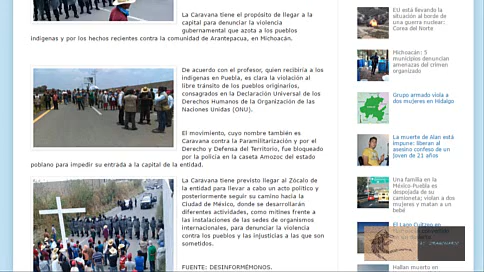 La Caravana tiene el propósito de llegar a la
capital para denunciar la violencia
gubernamental que azota a los pueblos
indígenas y por los hechos recientes contra la comunidad de Arantepacua, en Michoacán.
De acuerdo con el profesor, quien recibiría a los
indígenas en Puebla, es clara la violación al
libre tránsito de los pueblos originarios,
consagrados en la Declaración Universal de los
Derechos Humanos de la Organización de las
Naciones Unidas (ONU).
El movimiento, cuyo nombre también es
Caravana contra la Paramilitarización y por el
Derecho y Defensa del Territorio, fue bloqueado
por la policía en la caseta Amozoc del estado
poblano para impedir su entrada a la capital de la entidad.
La Caravana tiene previsto llegar al Zócalo de
la entidad para llevar a cabo un acto político y
posteriormente seguir su camino hacia la
Ciudad de México, donde se desarrollarán
diferentes actividades, como mítines frente a
las instalaciones de las sedes de organismos
internacionales, para denunciar la violencia
contra los pueblos y las injusticias a las que son
sometidos.
FUENTE: DESINFORMÉMONOS.
EU está llevando la
situación al borde de
una guerra nuclear:
Corea del Norte
Michoacán: 5
municipios denuncian
amenazas del crimen
organizado
Grupo armado viola a
dos mujeres en Hidalgo
La muerte de Alan está
impune: liberan al
asesino confeso de un
joven de 21 años
Una familia en la
México-Puebla es
despojada de su
camioneta; violan a dos
mujeres y matan a un
bebé
El Lago Cuitzeo en
Hallan muerto en